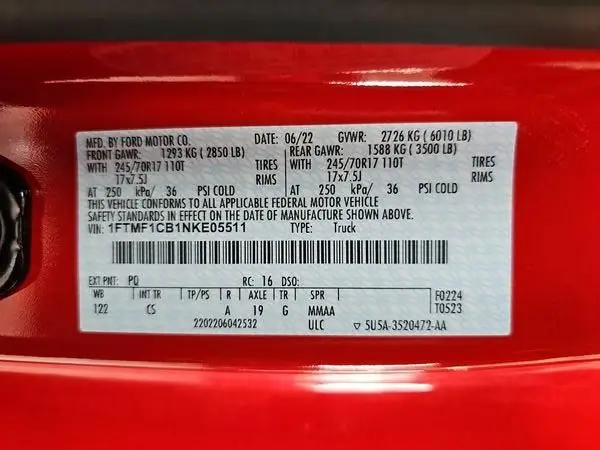 MFD. BY FORD MOTOR CO. DATE: 06/22 GVWR: 2726 KG ( 6010 LB)
FRONT GAWR: 1293 KG ( 2850 LB) REAR GAWR: 1588 KG ( 3500 LB)
WITH 245/70R17 110T TIRES WITH 245/70R17 110T TIRES
17x7.5J RIMS 17x7.5J RIMS
AT 250 kPa/ 36 PSI COLD AT 250 kPa/ 36 PSI COLD
THIS VEHICLE CONFORMS TO ALL APPLICABLE FEDERAL MOTOR VEHICLE
SAFETY STANDARDS IN EFFECT ON THE DATE OF MANUFACTURE SHOWN ABOVE.
VIN: 1FTMF1CB1NKE05511 TYPE: Truck
EXT PNT: PQ RC: 16 DSO:
WB INT TR TP/PS R AXLE TR SPR F0224
122 CS A 19 G MMAA T0523
2202206042532 ULC ▽ 5U5A-3520472-AA